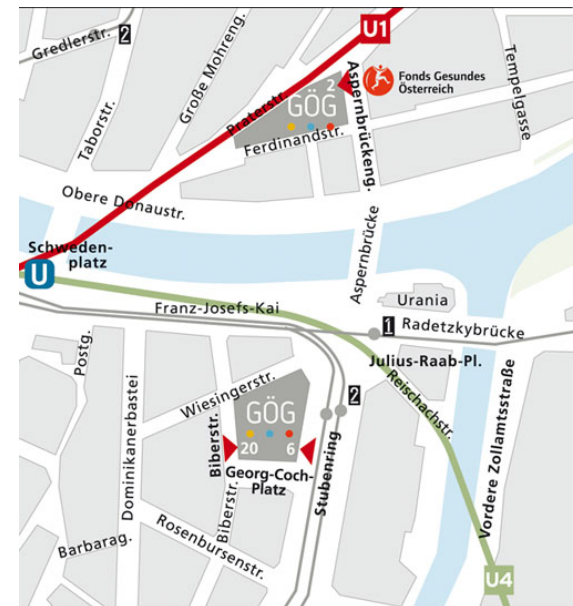 Gredlerstr.
2
Taborstr.
Große Mohreng.
U1
Praterstr.
GÖG
2
Aspernbrückeng.
Fonds Gesundes
Österreich
Tempelgasse
Ferdinandstr.
Obere Donaustr.
Schweden-
platz
U
Aspernbrücke
Urania
Franz-Josefs-Kai
1
Radetzkybrücke
Julius-Raab-Pl.
Postg.
Dominikanerbastei
Wiesingerstr.
2
Reischachstr.
Vordere Zollamtsstraße
GÖG
20
6
Biberstr.
Georg-Coch-
Platz
Stubenring
Biberstr.
Rosenbursenstr.
Barbarag.
U4